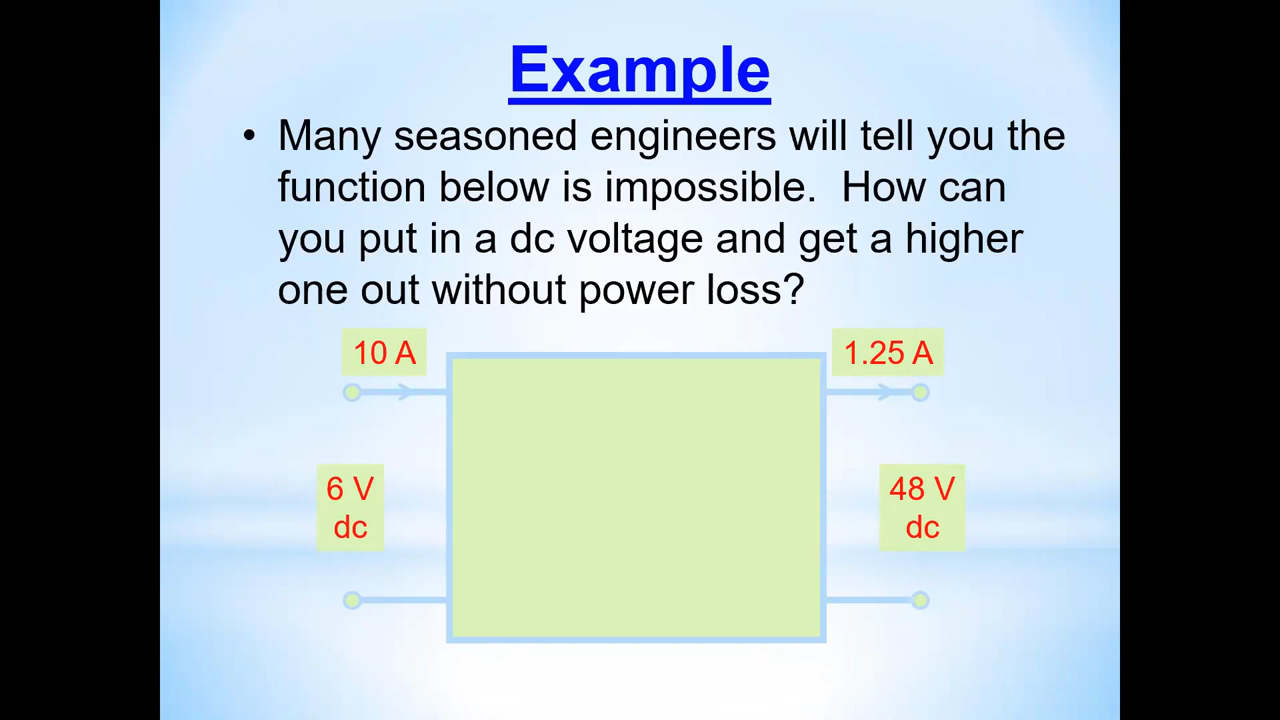 Example
• Many seasoned engineers will tell you the
function below is impossible.  How can
you put in a dc voltage and get a higher
one out without power loss?
10 A
1.25 A
6 V
dc
48 V
dc